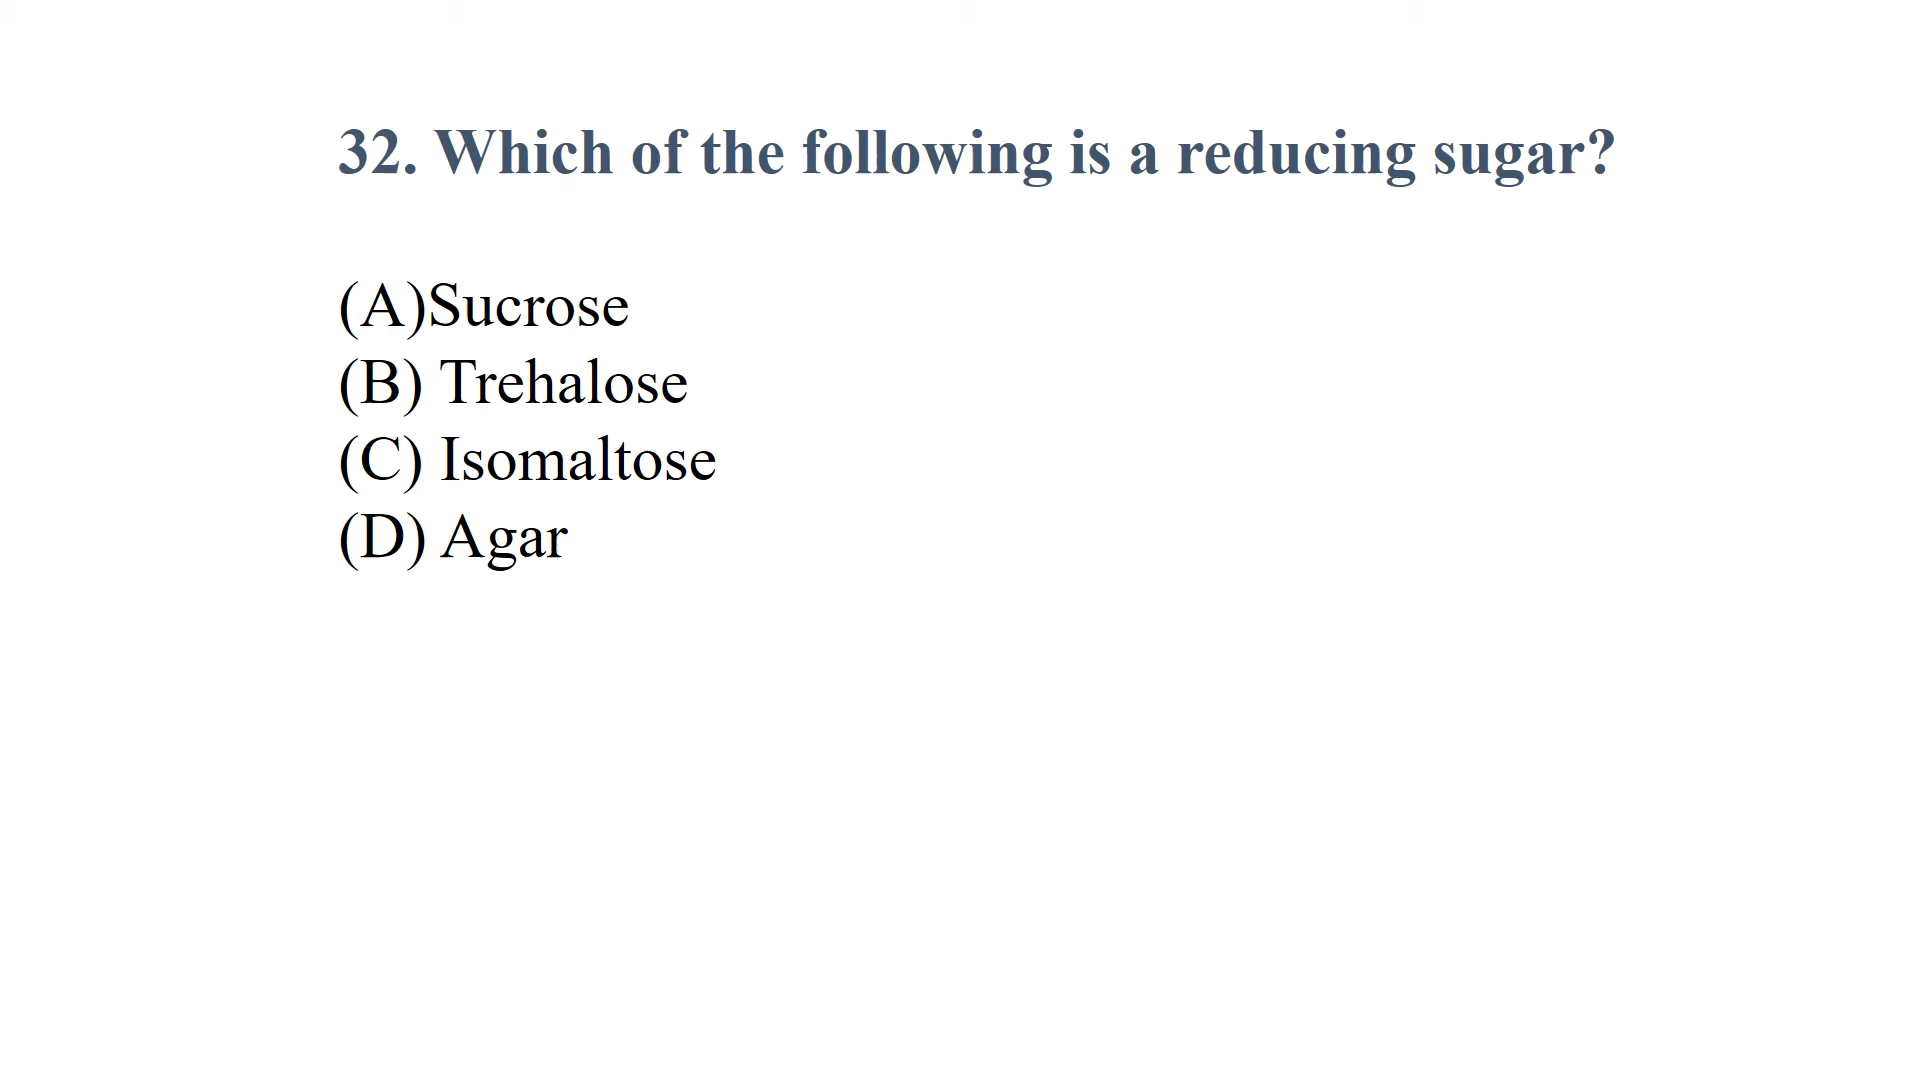 32. Which of the following is a reducing sugar?
(A)Sucrose
(B) Trehalose
(C) Isomaltose
(D) Agar